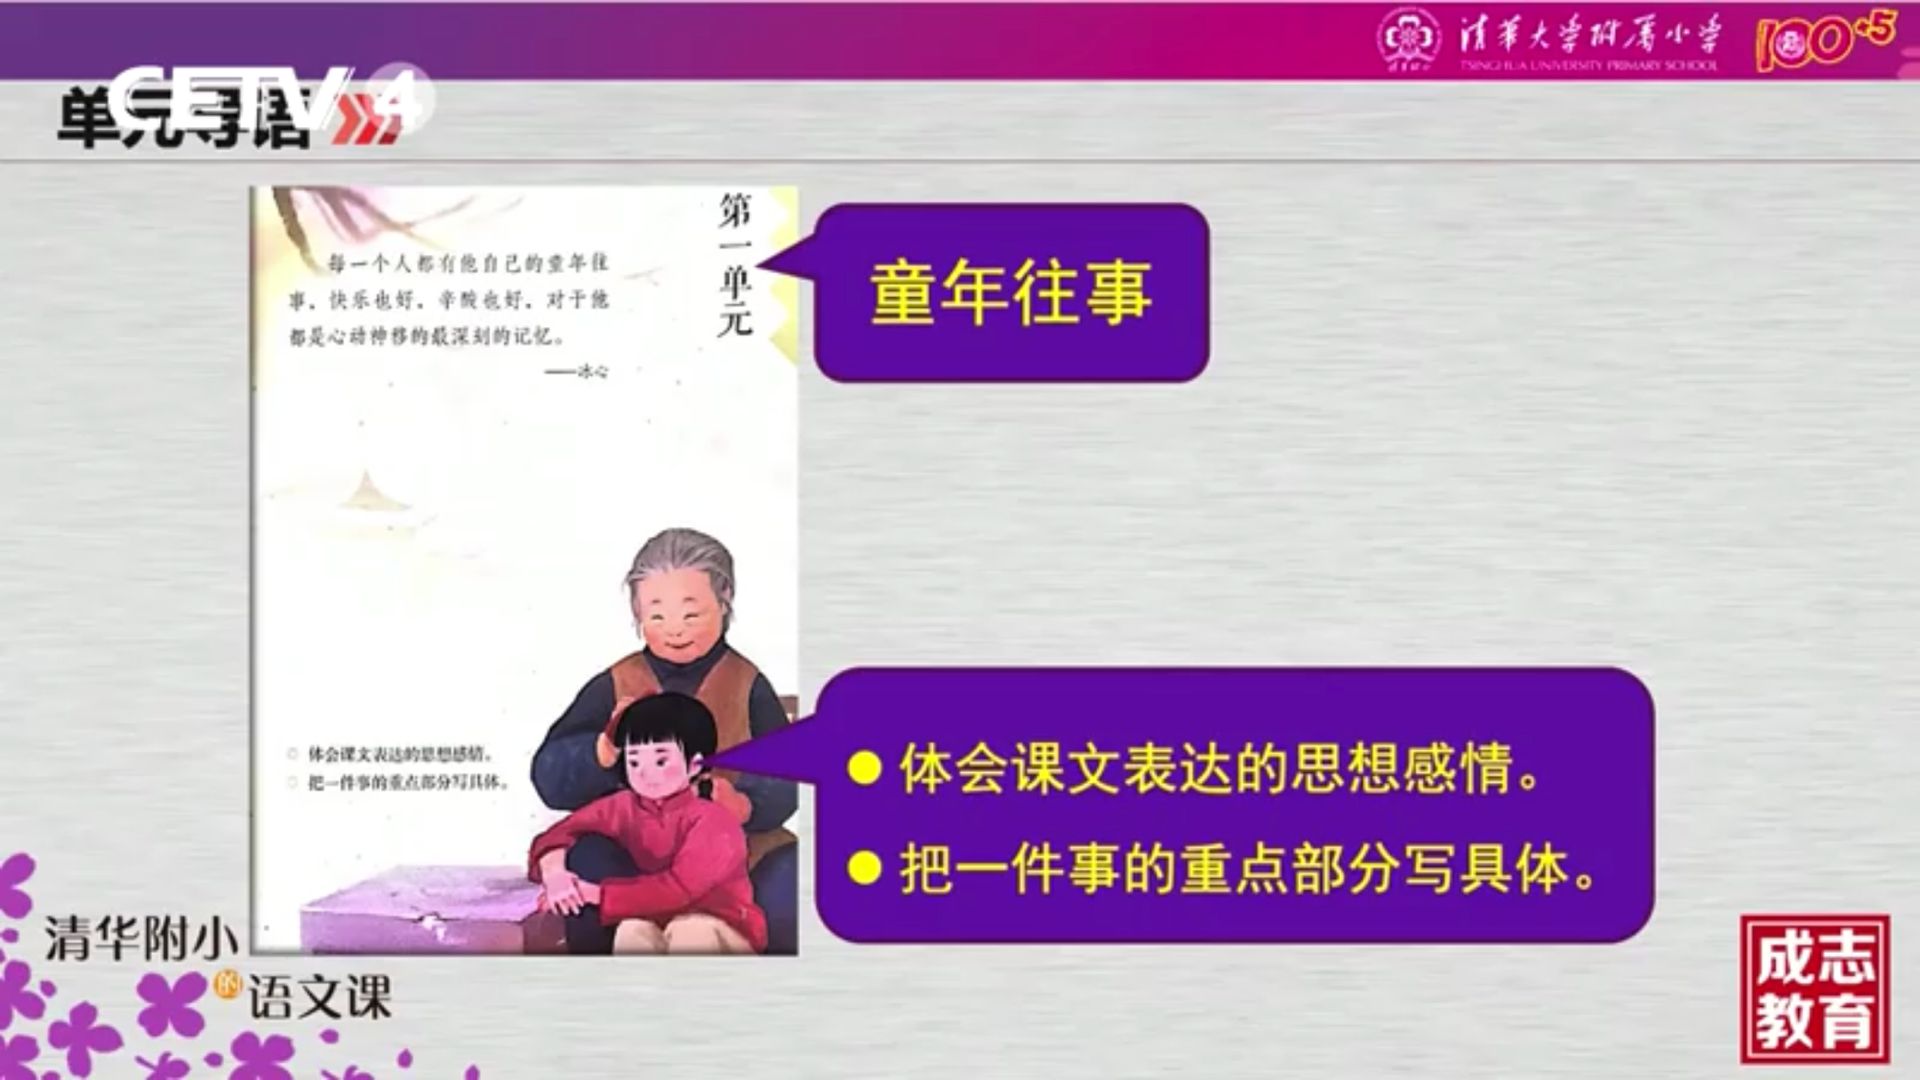 清华大学附属小学
TSINGHUA UNIVERSITY PRIMARY SCHOOL
100+5
CETV 4
单元导语
第一单元
每一个人都有他自己的童年往
事，快乐也好，辛酸也好，对于他
都是心动神移的最深刻的记忆。
——冰心
童年往事
体会课文表达的思想感情。
把一件事的重点部分写具体。
体会课文表达的思想感情。
把一件事的重点部分写具体。
清华附小
的语文课
成志
教育